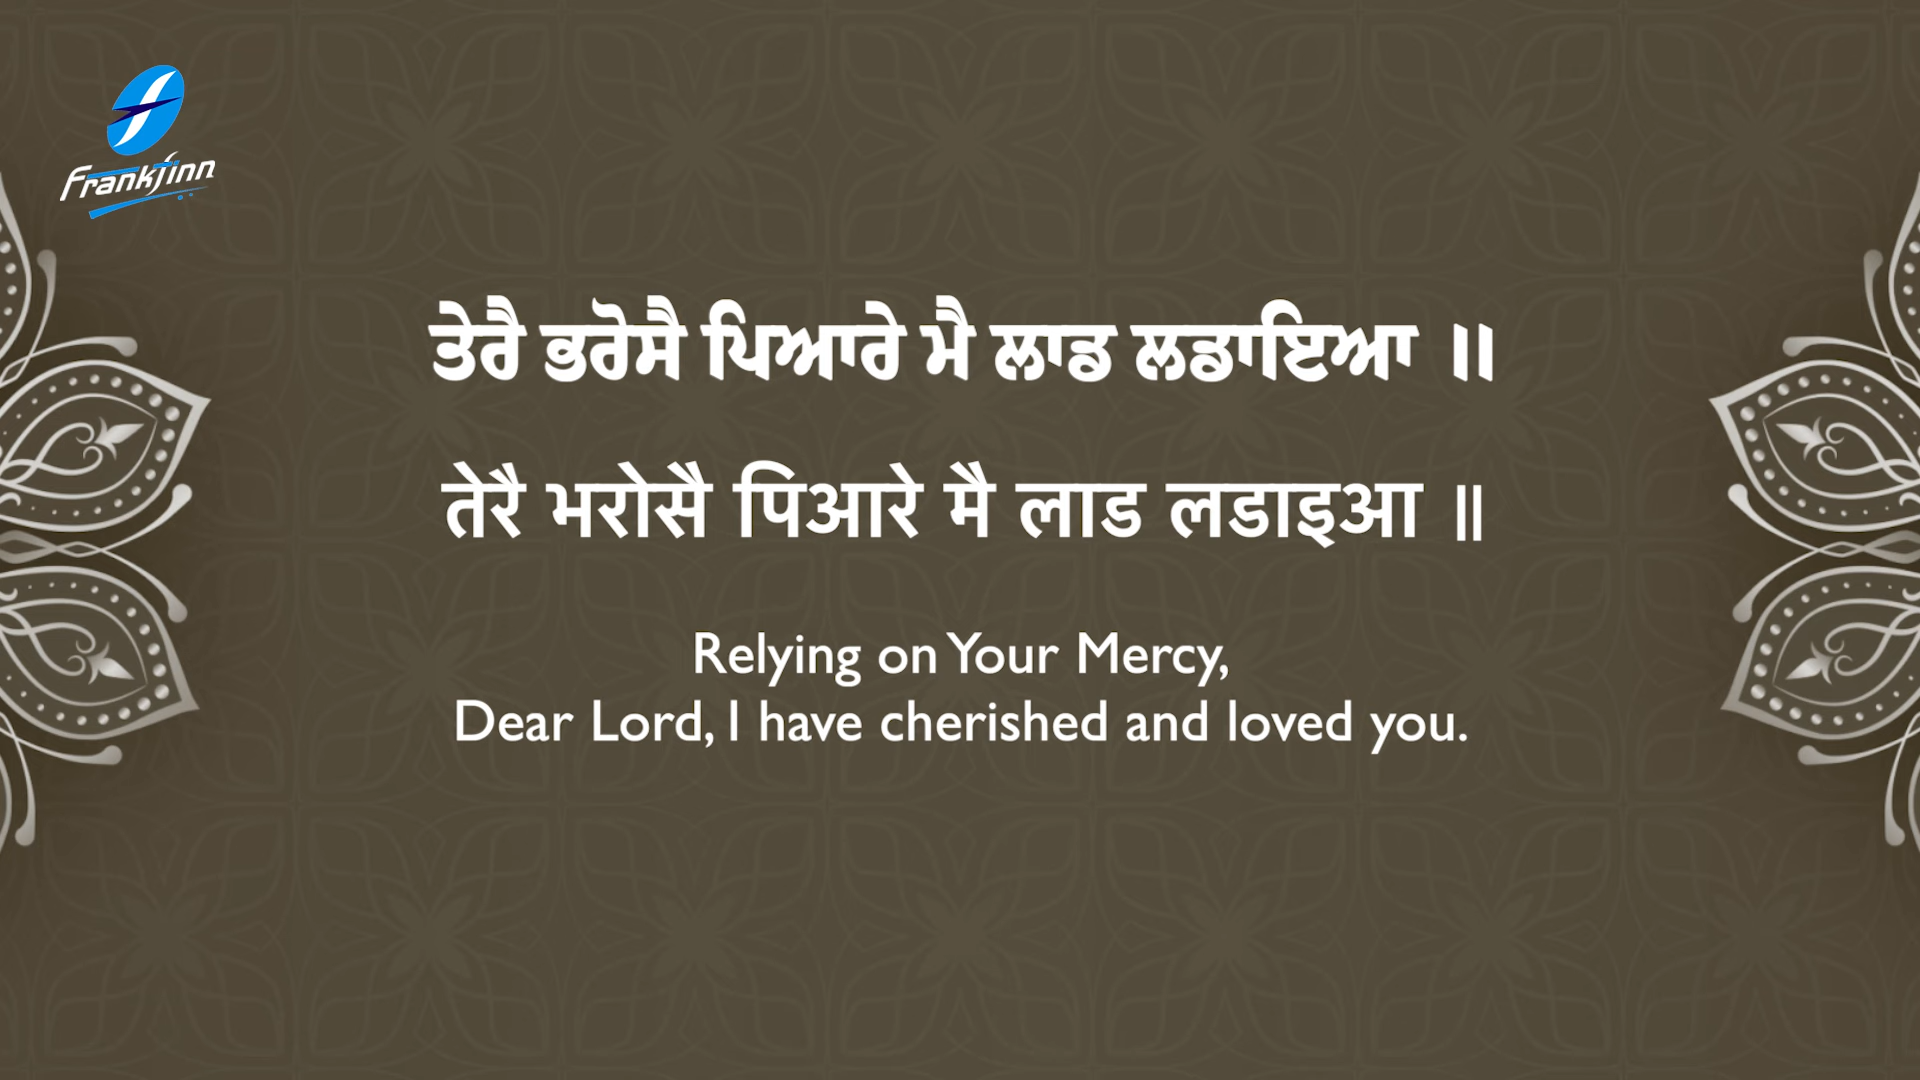 Frankfinn
ਤੇਰੈ ਭਰੋਸੈ ਪਿਆਰੇ ਮੈ ਲਾਡ ਲਡਾਇਆ ॥
तेरै भरोसै पिआरे मै लाड लडाइआ ॥
Relying on Your Mercy,
Dear Lord, I have cherished and loved you.